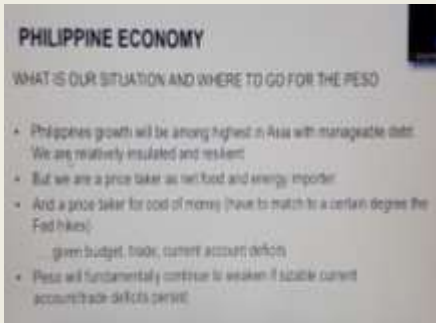 PHILIPPINE ECONOMY
WHAT IS OUR SITUATION AND WHERE TO GO FOR THE PESO
• Philippines growth will be among highest in Asia with manageable debt.
We are relatively insulated and resilient
• But we are a price taker as net food and energy importer
• And a price taker for cost of money (have to match to a certain degree the
Fed hikes)
given budget, trade, current account deficits
• Peso will fundamentally continue to weaken if sizable current
account/trade deficits persist